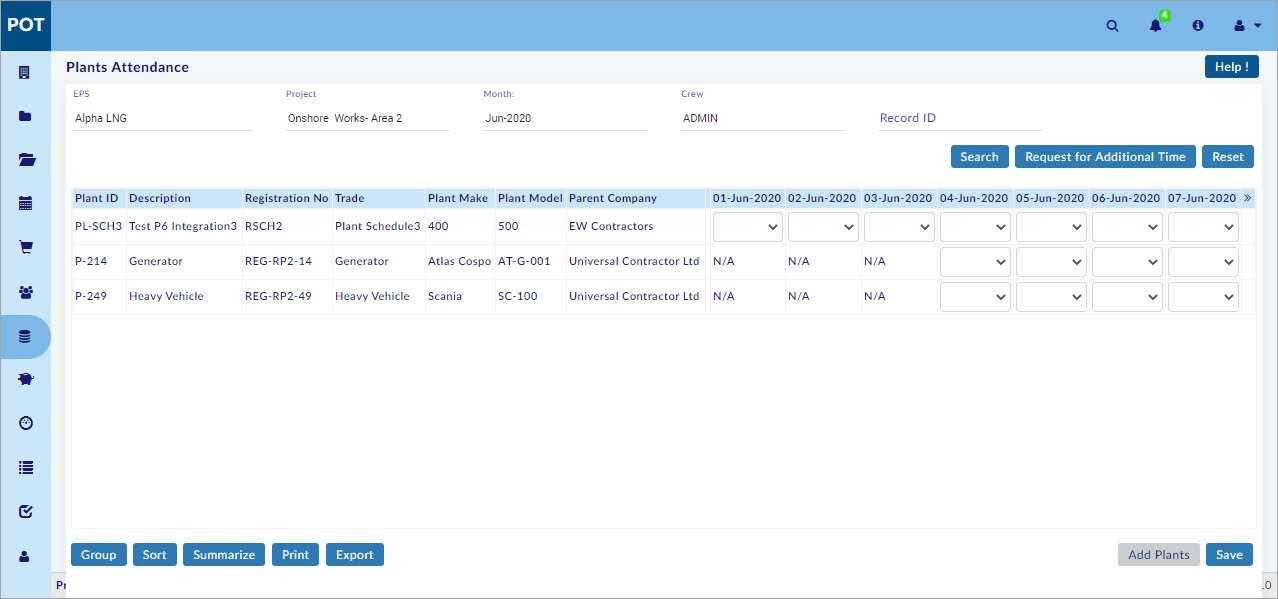 POT
4
Plants Attendance
Help !
EPS Project Month: Crew
Alpha LNG Onshore Works- Area 2 Jun-2020 ADMIN Record ID
Search Request for Additional Time Reset
Plant ID Description Registration No Trade Plant Make Plant Model Parent Company 01-Jun-2020 02-Jun-2020 03-Jun-2020 04-Jun-2020 05-Jun-2020 06-Jun-2020 07-Jun-2020 »
PL-SCH3 Test P6 Integration3 RSCH2 Plant Schedule3 400 500 EW Contractors
P-214 Generator REG-RP2-14 Generator Atlas Cospo AT-G-001 Universal Contractor Ltd N/A N/A N/A
P-249 Heavy Vehicle REG-RP2-49 Heavy Vehicle Scania SC-100 Universal Contractor Ltd N/A N/A N/A
Group Sort Summarize Print Export Add Plants Save